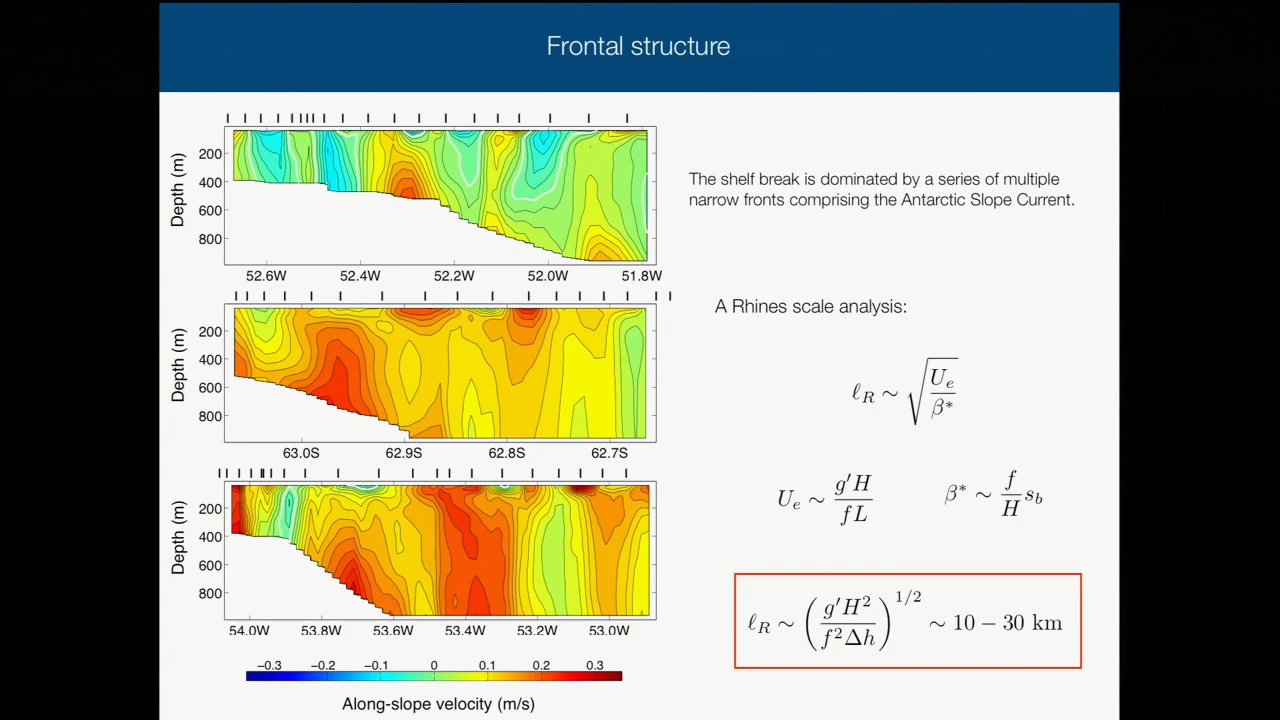 Frontal structure
Depth (m)
200
400
600
800
52.6W 52.4W 52.2W 52.0W 51.8W
The shelf break is dominated by a series of multiple
narrow fronts comprising the Antarctic Slope Current.
Depth (m)
200
400
600
800
63.0S 62.9S 62.8S 62.7S
A Rhines scale analysis:
ℓ_R ∼ √(U_e / β*)
U_e ∼ g′H / fL
β* ∼ (f / H) s_b
Depth (m)
200
400
600
800
54.0W 53.8W 53.6W 53.4W 53.2W 53.0W
ℓ_R ∼ (g′H² / f²Δh)^{1/2} ∼ 10 − 30 km
−0.3 −0.2 −0.1 0 0.1 0.2 0.3
Along-slope velocity (m/s)